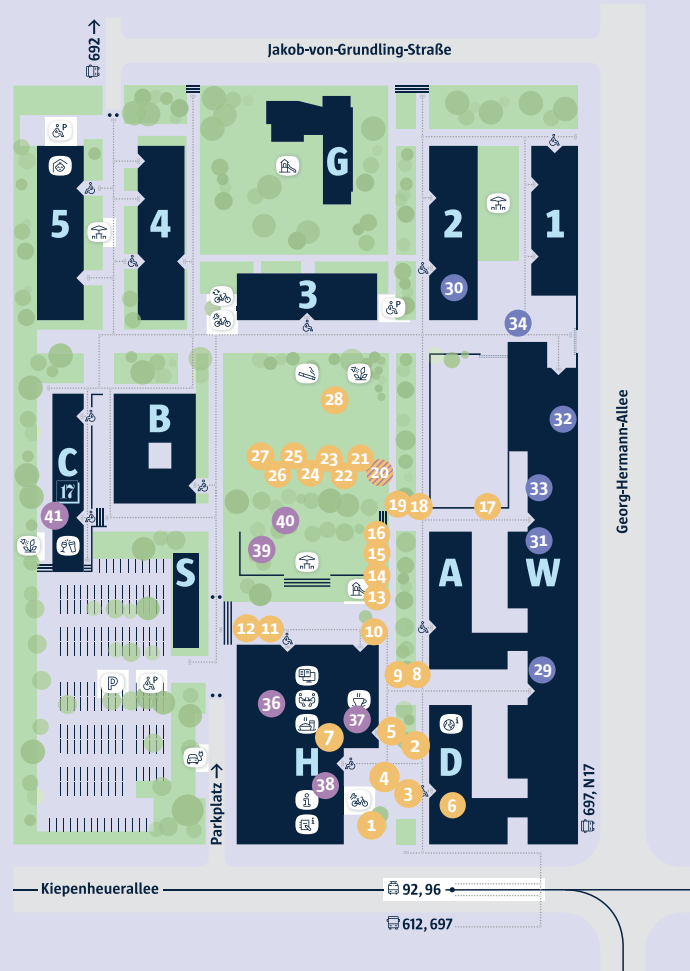 692 →
Jakob-von-Grundling-Straße
P
G
5
4
2
1
3
30
P
34
28
B
C
17
27
25
23
21
26
24
22
20
32
33
19
18
17
41
40
39
16
15
14
13
31
A
W
S
12
11
10
29
9
8
P
P
36
37
7
5
2
i
H
D
38
4
3
6
i
i
1
Parkplatz →
Georg-Hermann-Allee
697, N17
Kiepenheuerallee
92, 96
612, 697